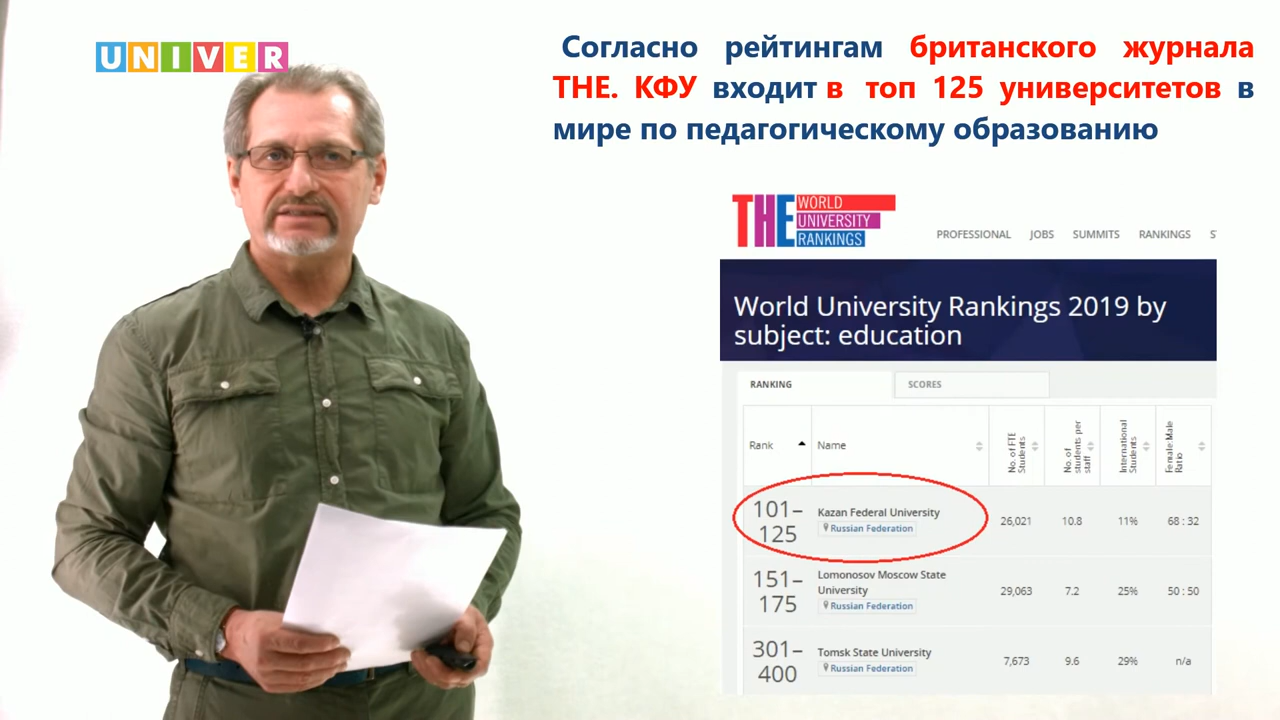 UNIVER
Согласно рейтингам британского журнала
THE. КФУ входит в топ 125 университетов в
мире по педагогическому образованию
THE WORLD
UNIVERSITY
RANKINGS
PROFESSIONAL JOBS SUMMITS RANKINGS S
World University Rankings 2019 by
subject: education
RANKING SCORES
Rank Name No. of FTE Students No. of students per staff International Students Female:Male Ratio
101–125 Kazan Federal University 26,021 10.8 11% 68 : 32
Russian Federation
151–175 Lomonosov Moscow State
University 29,063 7.2 25% 50 : 50
Russian Federation
301–400 Tomsk State University 7,673 9.6 29% n/a
Russian Federation